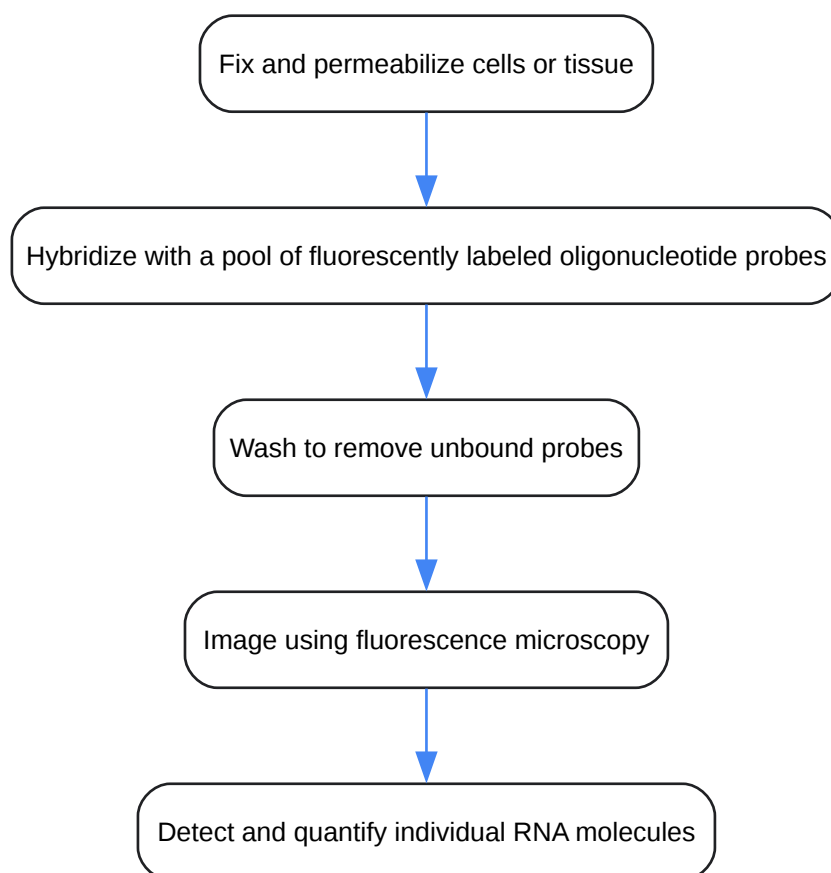 Fix and permeabilize cells or tissue
Hybridize with a pool of fluorescently labeled oligonucleotide probes
Wash to remove unbound probes
Image using fluorescence microscopy
Detect and quantify individual RNA molecules